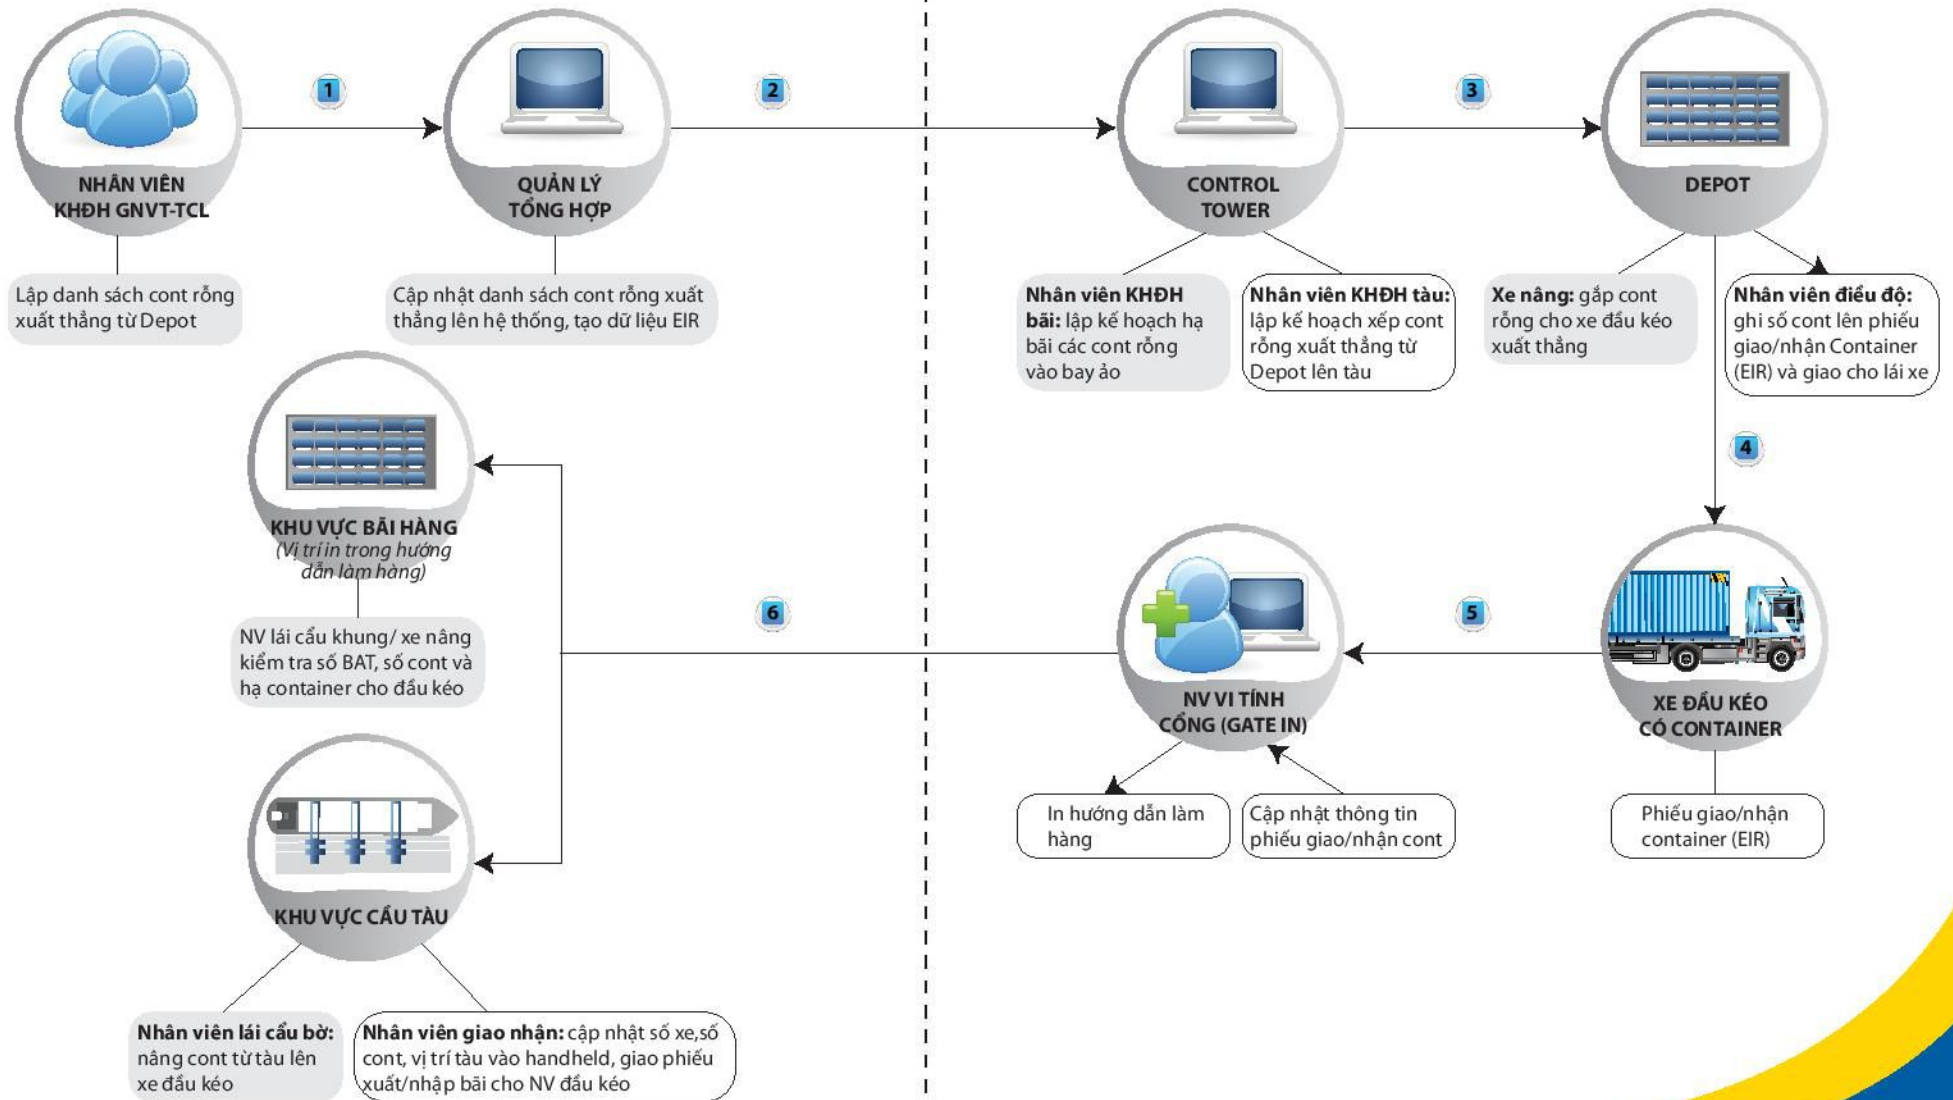 1
NHÂN VIÊN
KHĐH GNVT-TCL
Lập danh sách cont rỗng
xuất thẳng từ Depot
2
QUẢN LÝ
TỔNG HỢP
Cập nhật danh sách cont rỗng xuất
thẳng lên hệ thống, tạo dữ liệu EIR
CONTROL
TOWER
Nhân viên KHĐH
bãi: lập kế hoạch hạ
bãi các cont rỗng
vào bay ảo
Nhân viên KHĐH tàu:
lập kế hoạch xếp cont
rỗng xuất thẳng từ
Depot lên tàu
3
DEPOT
Xe nâng: gắp cont
rỗng cho xe đầu kéo
xuất thẳng
Nhân viên điều độ:
ghi số cont lên phiếu
giao/nhận Container
(EIR) và giao cho lái xe
4
XE ĐẦU KÉO
CÓ CONTAINER
Phiếu giao/nhận
container (EIR)
5
NV VI TÍNH
CỔNG (GATE IN)
In hướng dẫn làm
hàng
Cập nhật thông tin
phiếu giao/nhận cont
6
KHU VỰC BÃI HÀNG
(Vị trí in trong hướng
dẫn làm hàng)
NV lái cẩu khung/ xe nâng
kiểm tra số BAT, số cont và
hạ container cho đầu kéo
KHU VỰC CẦU TÀU
Nhân viên lái cẩu bờ:
nâng cont từ tàu lên
xe đầu kéo
Nhân viên giao nhận: cập nhật số xe,số
cont, vị trí tàu vào handheld, giao phiếu
xuất/nhập bãi cho NV đầu kéo